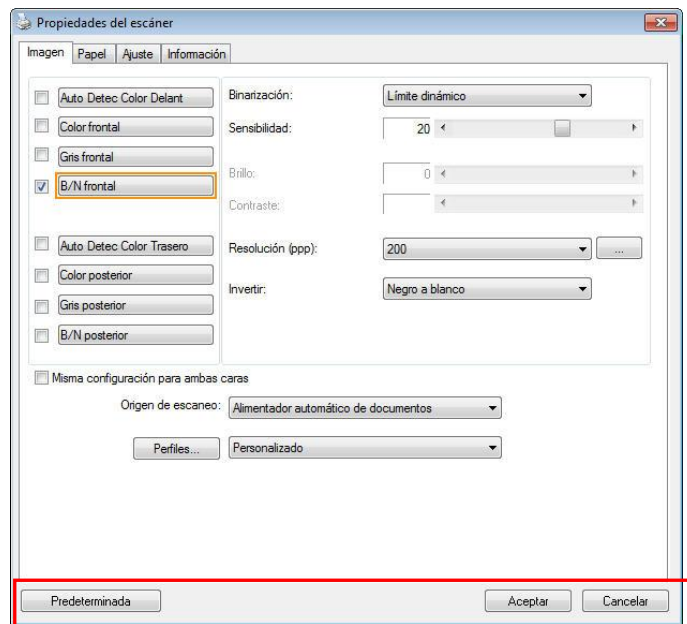 Propiedades del escáner
Imagen Papel Ajuste Información
Auto Detec Color Delant
Color frontal
Gris frontal
B/N frontal
Auto Detec Color Trasero
Color posterior
Gris posterior
B/N posterior
Binarización: Límite dinámico
Sensibilidad: 20
Brillo: 0
Contraste:
Resolución (ppp): 200 ...
Invertir: Negro a blanco
Misma configuración para ambas caras
Origen de escaneo: Alimentador automático de documentos
Perfiles... Personalizado
Predeterminada Aceptar Cancelar